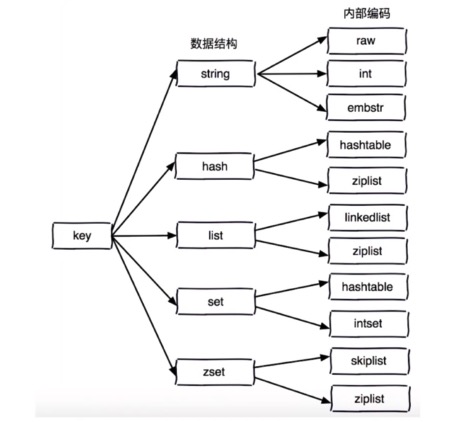 内部编码
数据结构
raw
string
int
embstr
hashtable
hash
ziplist
linkedlist
key
list
ziplist
hashtable
set
intset
skiplist
zset
ziplist